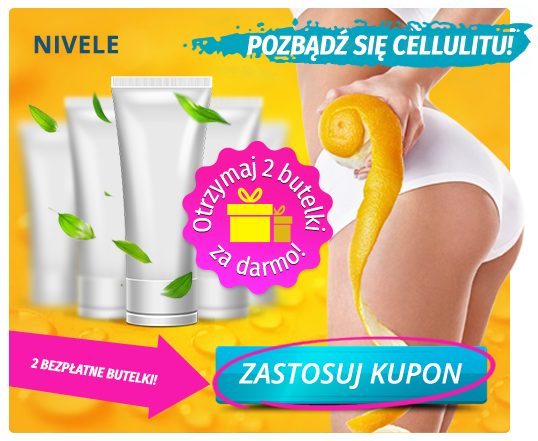 NIVELE
POZBĄDŹ SIĘ CELLULITU!
Otrzymaj 2 butelki
za darmo!
2 BEZPŁATNE BUTELKI!
ZASTOSUJ KUPON